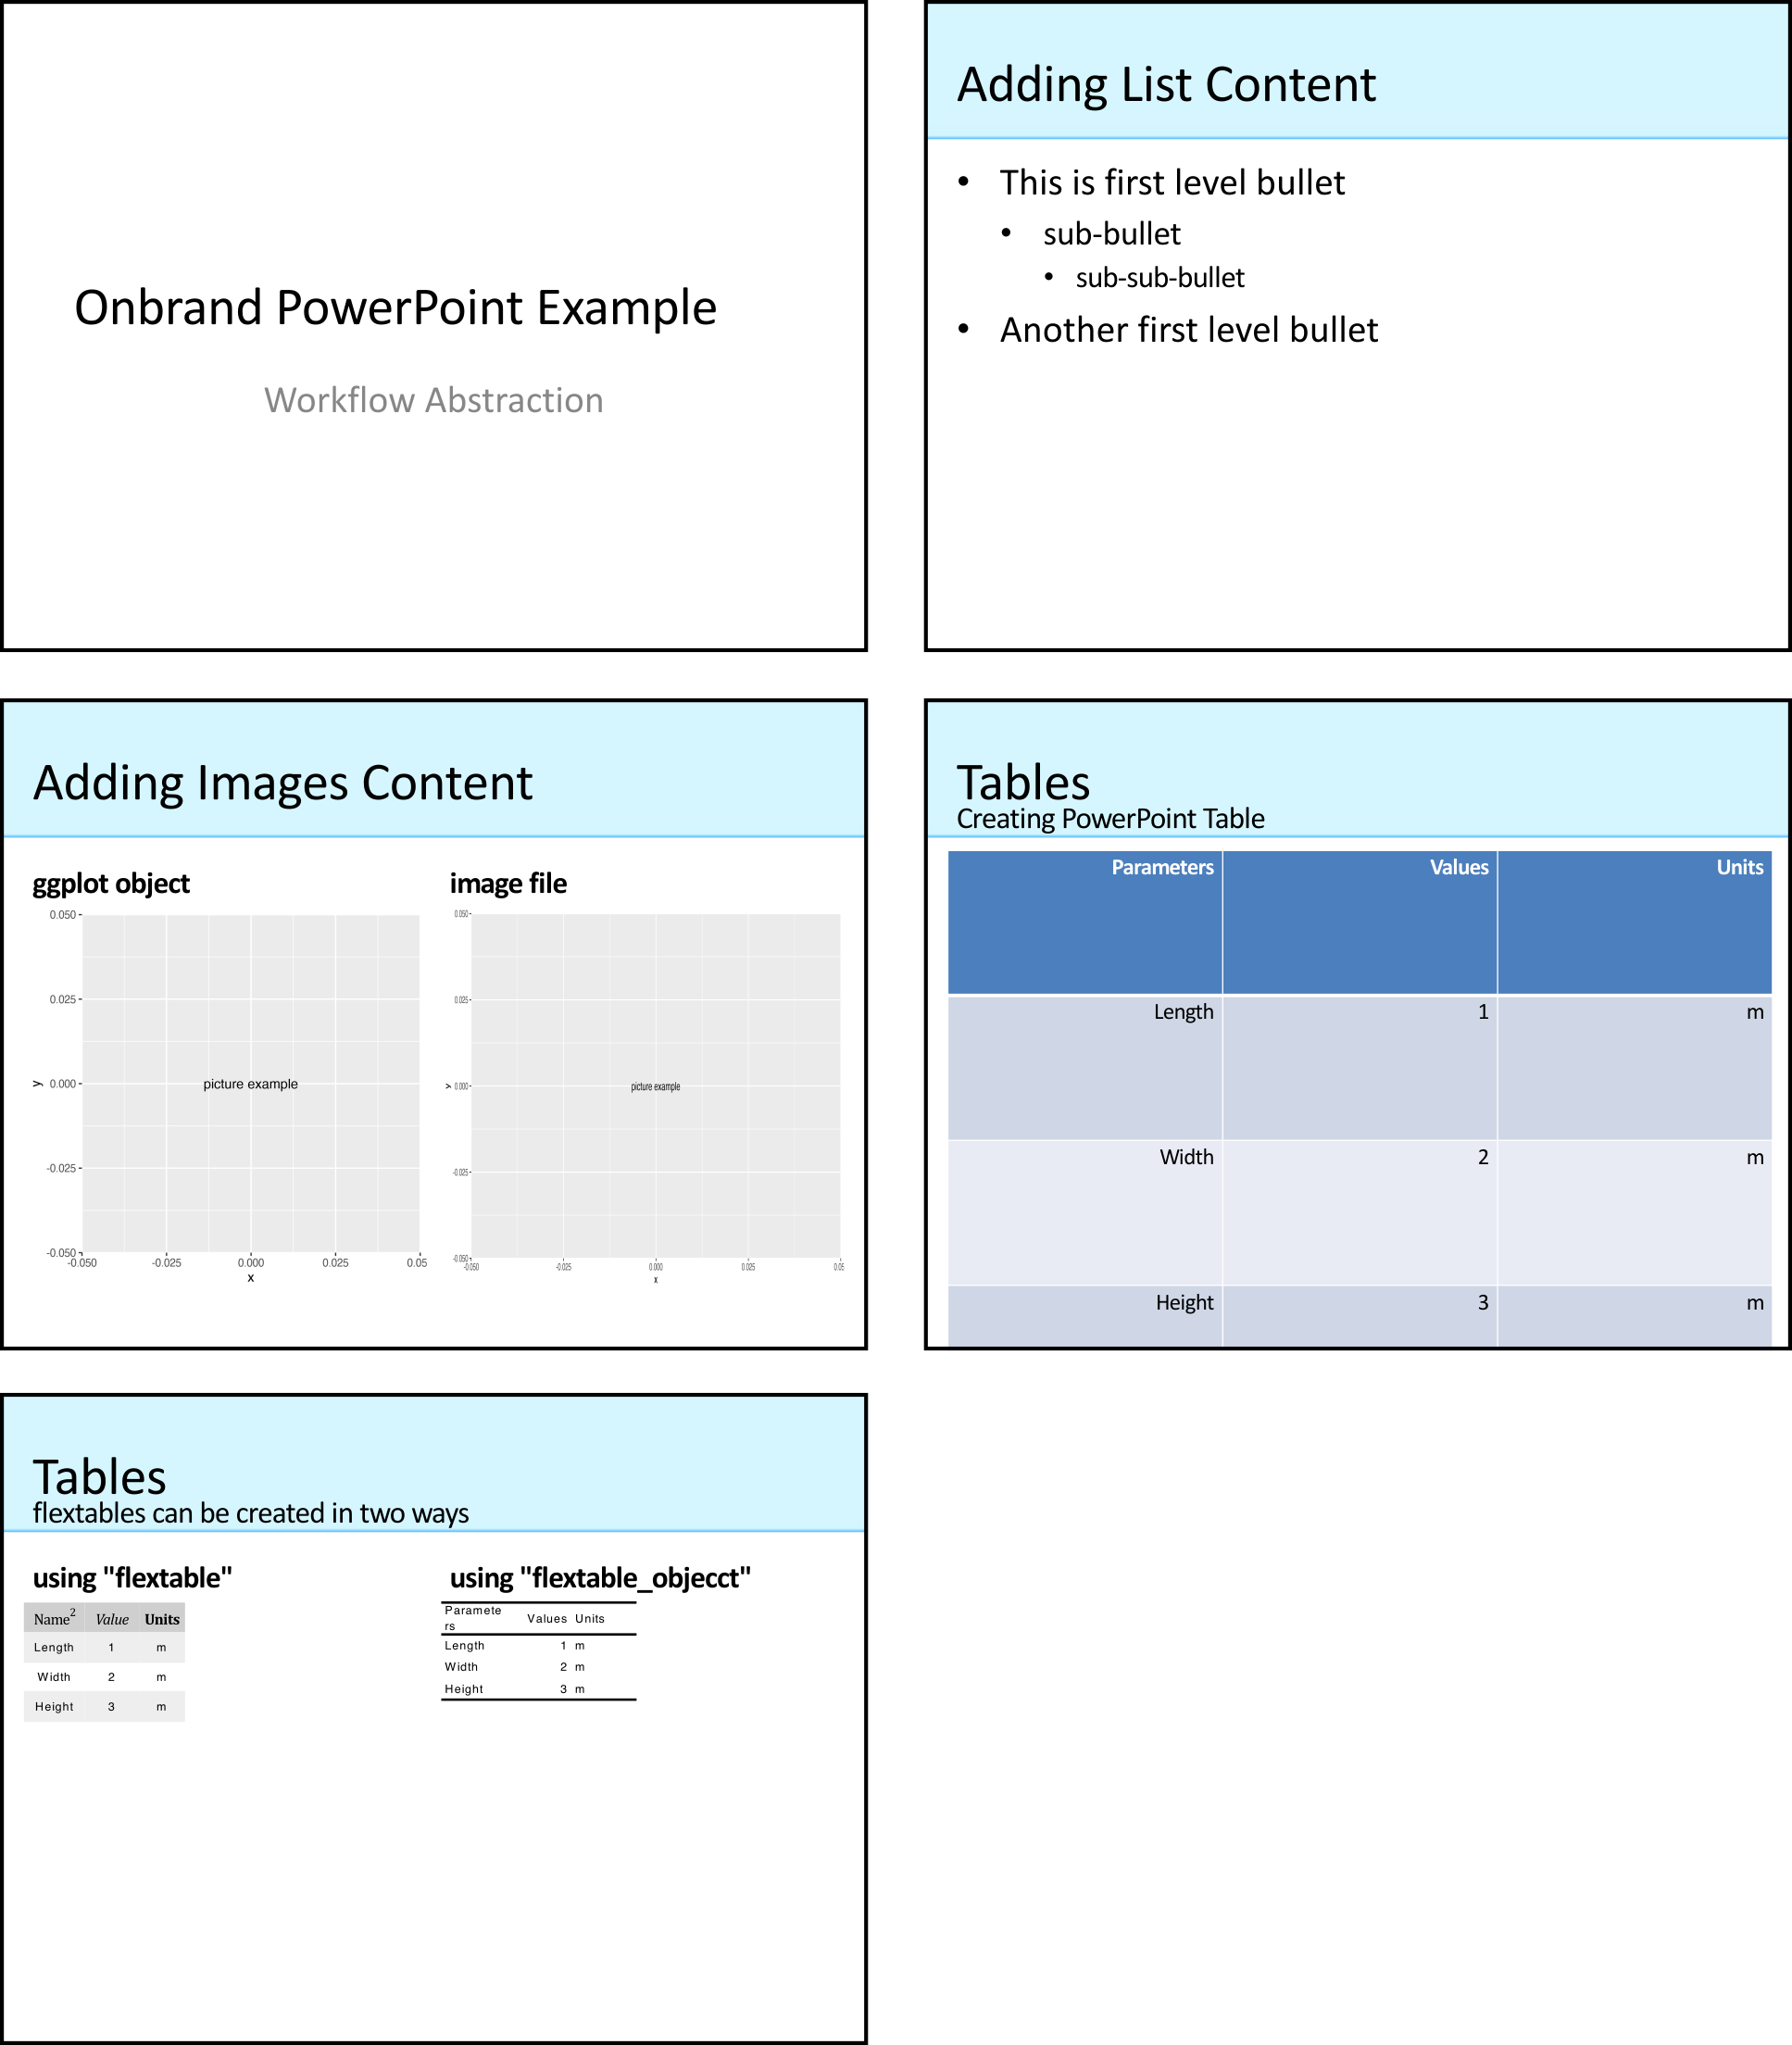 Onbrand PowerPoint Example
Workflow Abstraction
Adding List Content
• This is first level bullet
• sub-bullet
• sub-sub-bullet
• Another first level bullet
Adding Images Content
ggplot object
0.050
0.025
y 0.000
picture example
-0.025
-0.050
-0.050 -0.025 0.000 0.025 0.05
x
image file
0.050
0.025
y 0.000
picture example
-0.025
-0.050
-0.050 -0.025 0.000 0.025 0.05
x
Tables
Creating PowerPoint Table
Parameters Values Units
Length 1 m
Width 2 m
Height 3 m
Tables
flextables can be created in two ways
using "flextable"
Name2 Value Units
Length 1 m
Width 2 m
Height 3 m
using "flextable_objecct"
Paramete
rs Values Units
Length 1 m
Width 2 m
Height 3 m